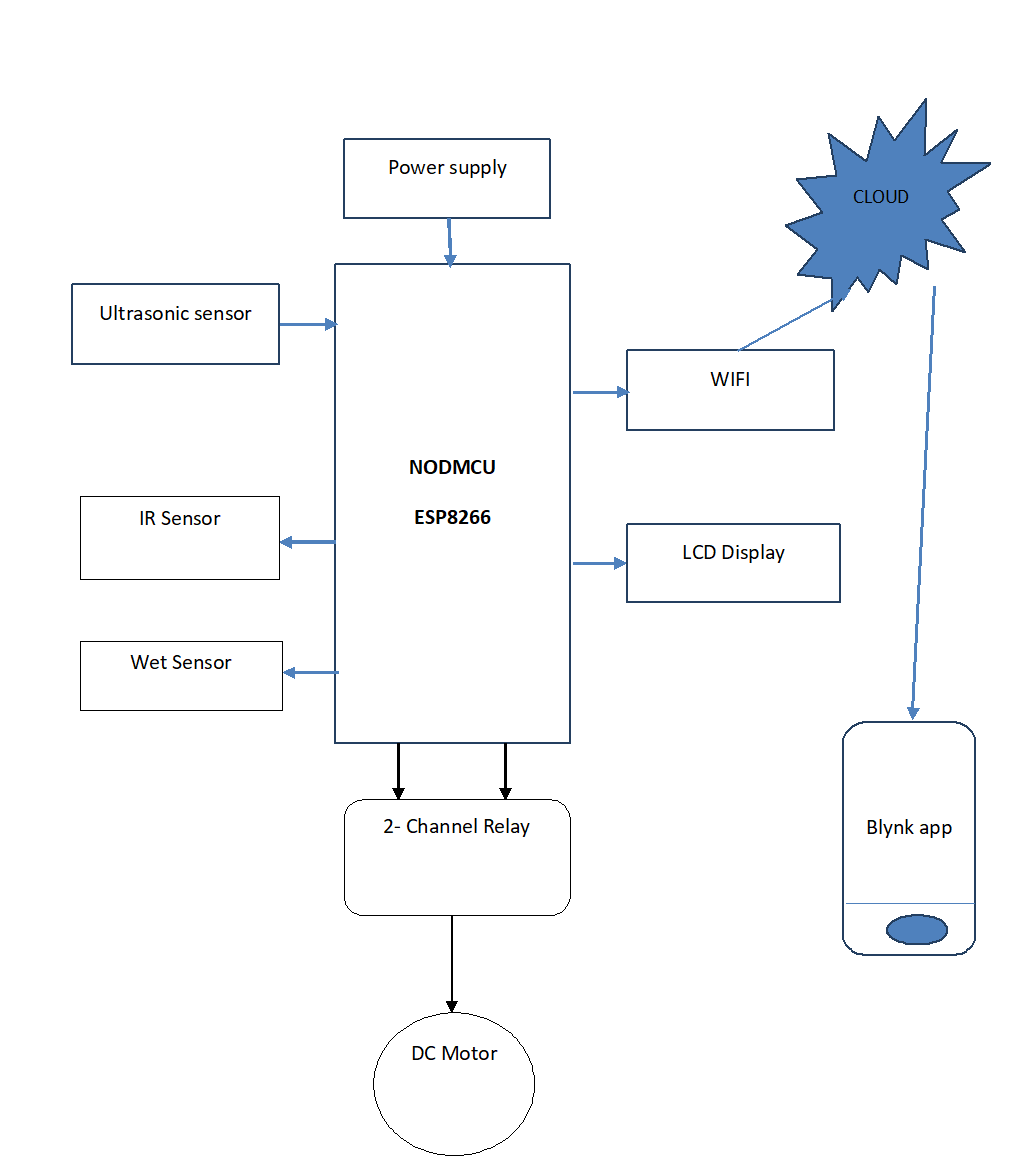 Power supply
CLOUD
Ultrasonic sensor
WIFI
NODMCU
ESP8266
IR Sensor
LCD Display
Wet Sensor
2- Channel Relay
Blynk app
DC Motor